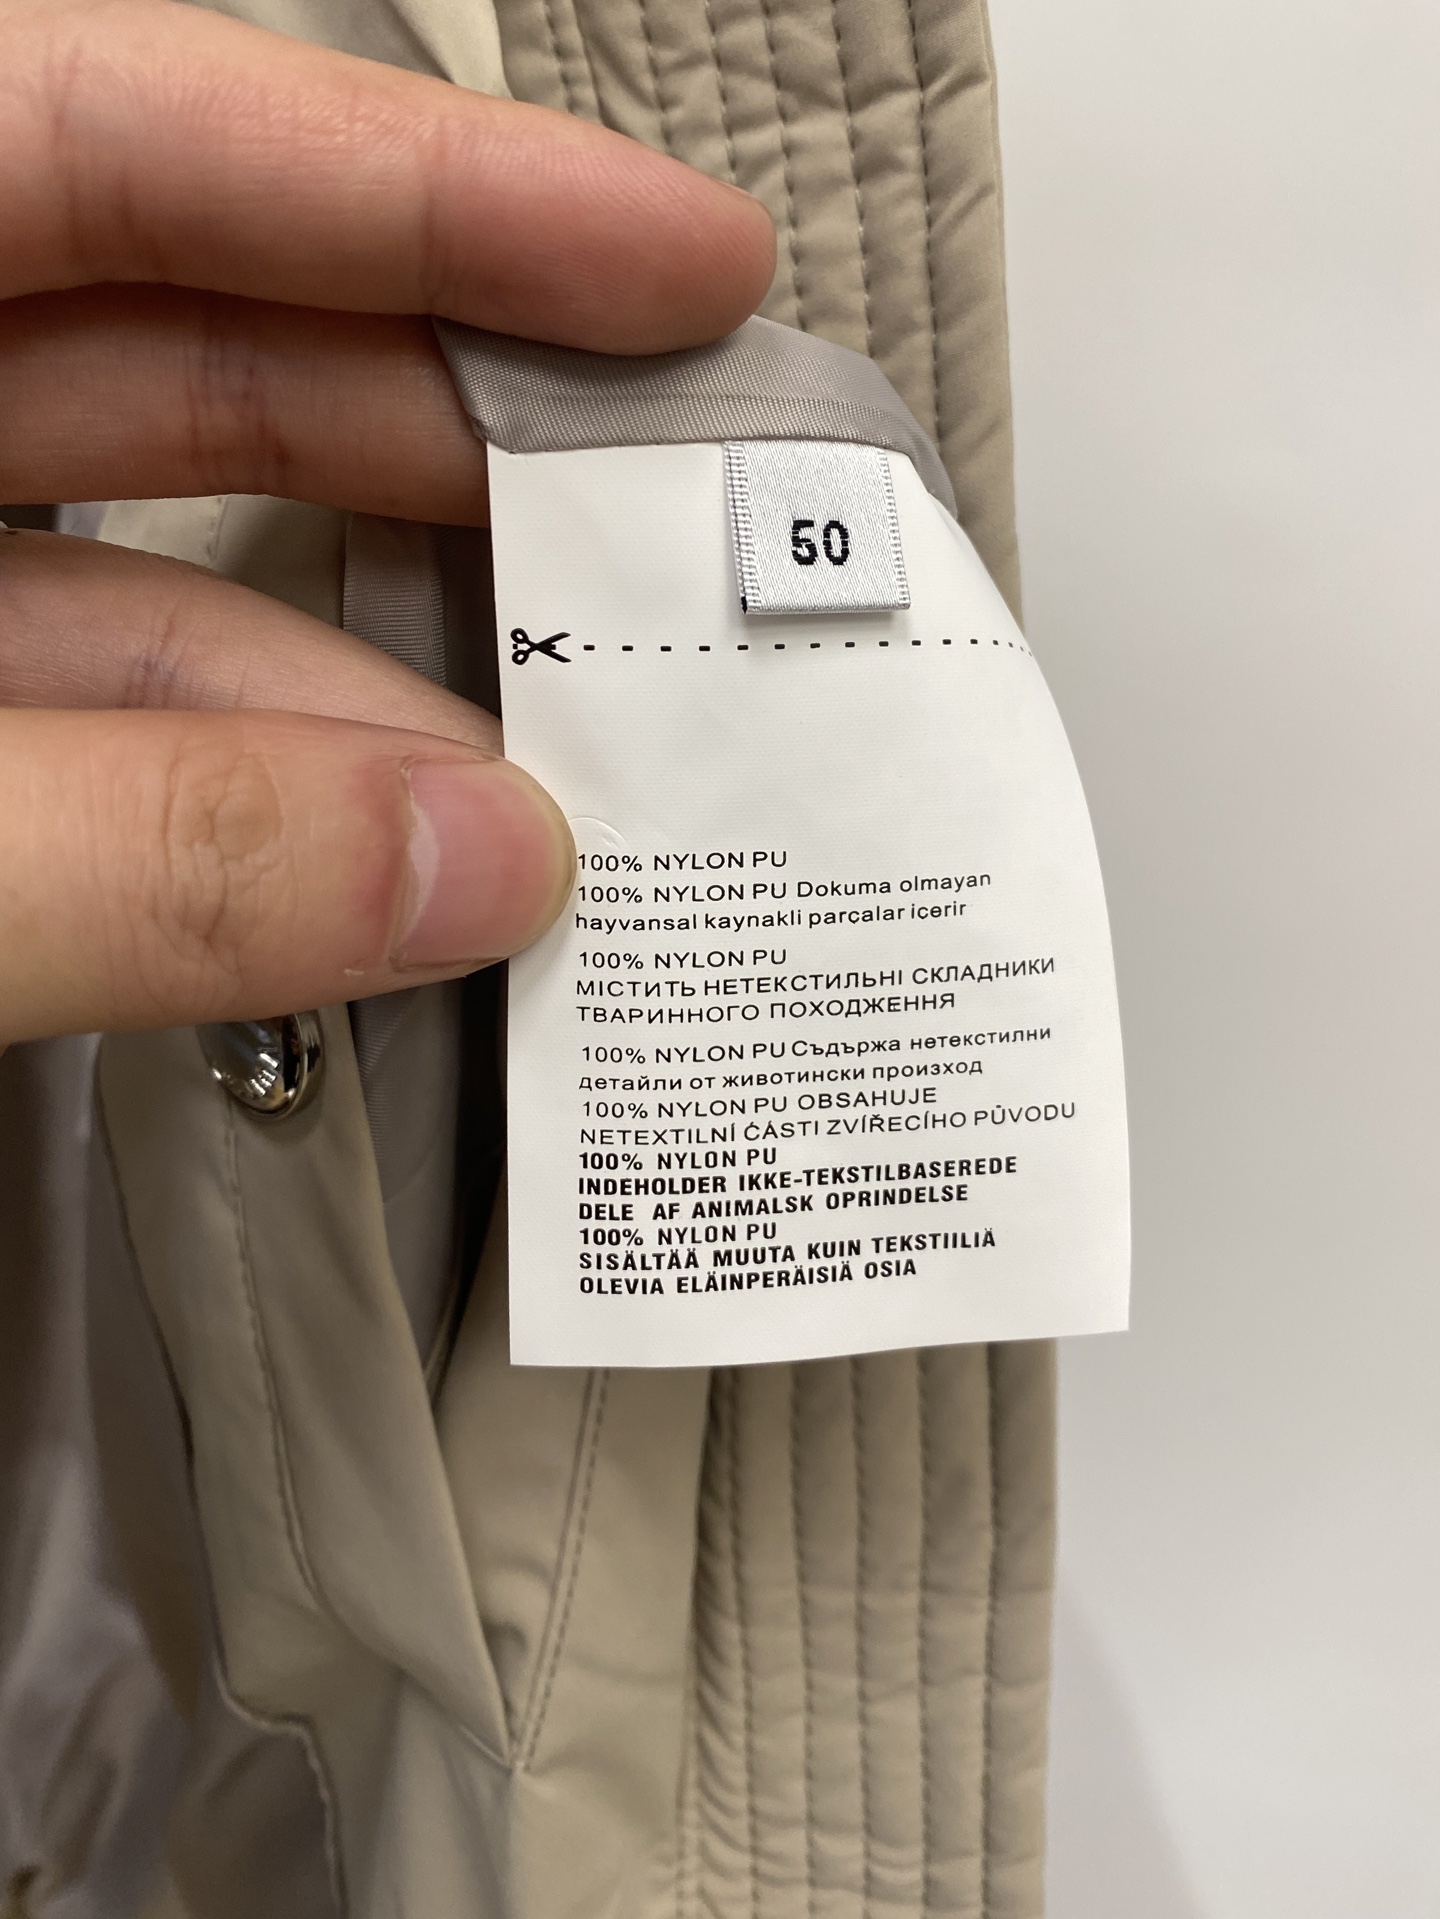 50
100% NYLON PU
100% NYLON PU Dokuma olmayan
hayvansal kaynakli parçalar icerir
100% NYLON PU
МІСТИТЬ НЕТЕКСТИЛЬНІ СКЛАДНИКИ
ТВАРИННОГО ПОХОДЖЕННЯ
100% NYLON PU Съдържа нетекстилни
детайли от животински произход
100% NYLON PU OBSAHUJE
NETEXTILNÍ ĆÁSTI ZVÍŘECÍHO PŮVODU
100% NYLON PU
INDEHOLDER IKKE-TEKSTILBASEREDE
DELE AF ANIMALSK OPRINDELSE
100% NYLON PU
SISÄLTÄÄ MUUTA KUIN TEKSTIILIÄ
OLEVIA ELÄINPERÄISIÄ OSIA